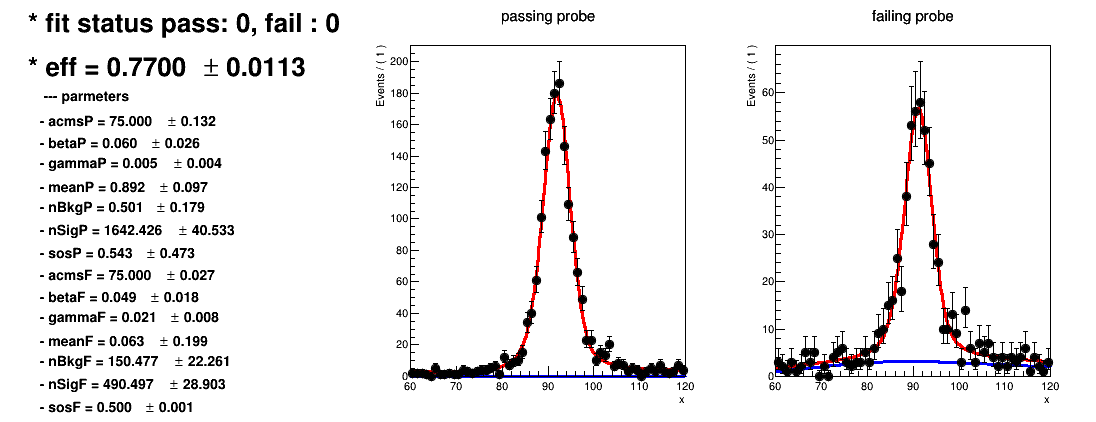 * fit status pass: 0, fail : 0
* eff = 0.7700 ± 0.0113
--- parmeters
- acmsP = 75.000 ± 0.132
- betaP = 0.060 ± 0.026
- gammaP = 0.005 ± 0.004
- meanP = 0.892 ± 0.097
- nBkgP = 0.501 ± 0.179
- nSigP = 1642.426 ± 40.533
- sosP = 0.543 ± 0.473
- acmsF = 75.000 ± 0.027
- betaF = 0.049 ± 0.018
- gammaF = 0.021 ± 0.008
- meanF = 0.063 ± 0.199
- nBkgF = 150.477 ± 22.261
- nSigF = 490.497 ± 28.903
- sosF = 0.500 ± 0.001
passing probe
Events / ( 1 )
200
180
160
140
120
100
80
60
40
20
0
60 70 80 90 100 110 120
x
failing probe
Events / ( 1 )
60
50
40
30
20
10
0
60 70 80 90 100 110 120
x